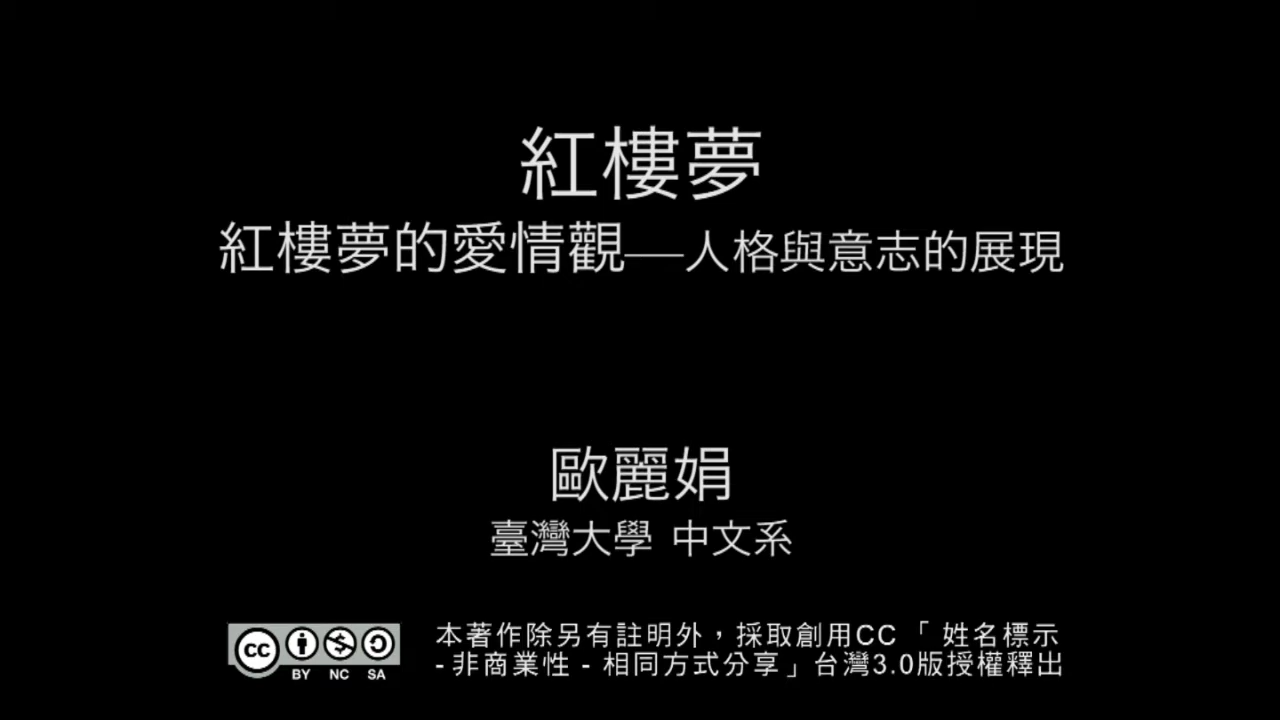 紅樓夢
紅樓夢的愛情觀——人格與意志的展現
歐麗娟
臺灣大學 中文系
cc BY NC SA
本著作除另有註明外，採取創用CC「 姓名標示
- 非商業性 - 相同方式分享」台灣3.0版授權釋出